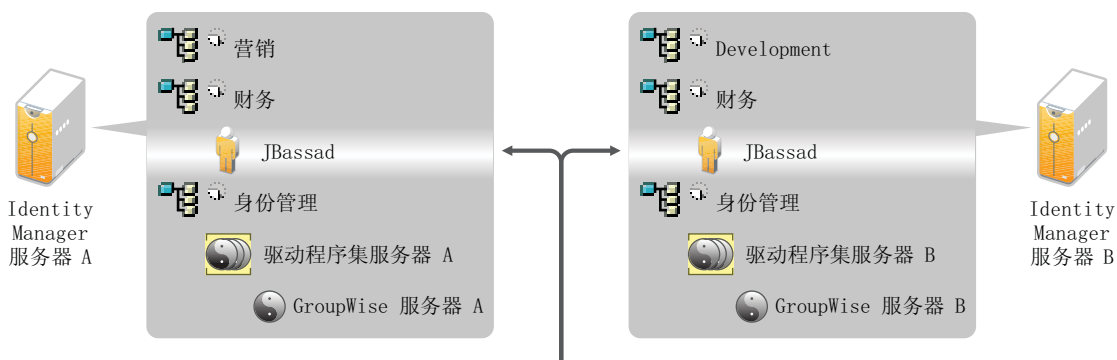 营销
财务
JBassad
身份管理
驱动程序集服务器 A
GroupWise 服务器 A
Identity
Manager
服务器 A
Development
财务
JBassad
身份管理
驱动程序集服务器 B
GroupWise 服务器 B
Identity
Manager
服务器 B